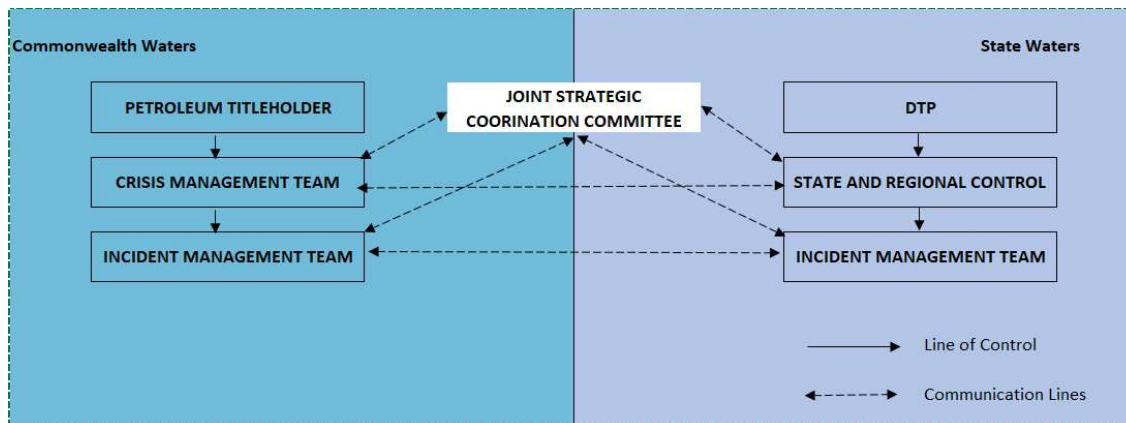 Commonwealth Waters
State Waters
PETROLEUM TITLEHOLDER
JOINT STRATEGIC
COORINATION COMMITTEE
DTP
CRISIS MANAGEMENT TEAM
STATE AND REGIONAL CONTROL
INCIDENT MANAGEMENT TEAM
INCIDENT MANAGEMENT TEAM
Line of Control
Communication Lines